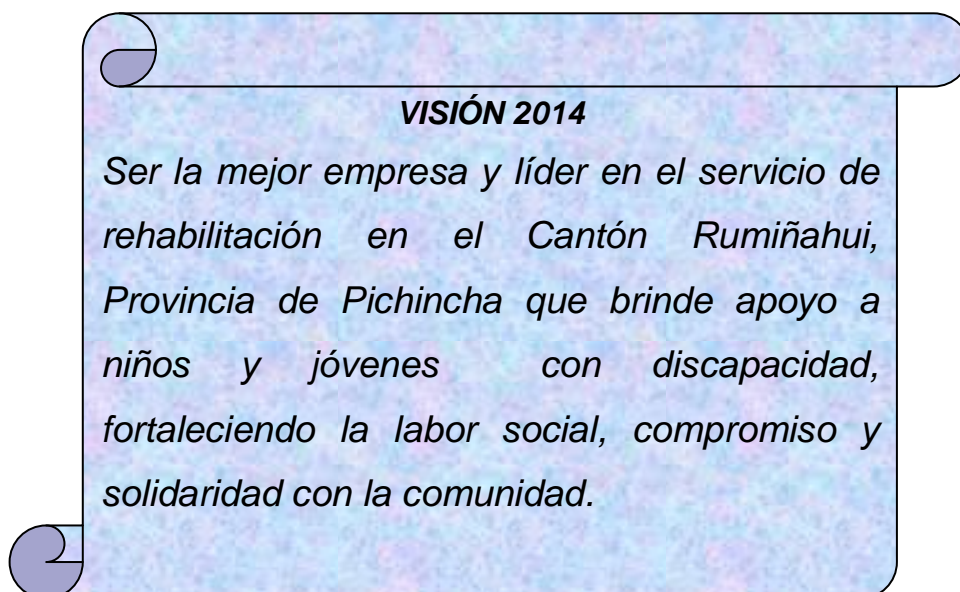 VISIÓN 2014
Ser la mejor empresa y líder en el servicio de
rehabilitación en el Cantón Rumiñahui,
Provincia de Pichincha que brinde apoyo a
niños y jóvenes con discapacidad,
fortaleciendo la labor social, compromiso y
solidaridad con la comunidad.